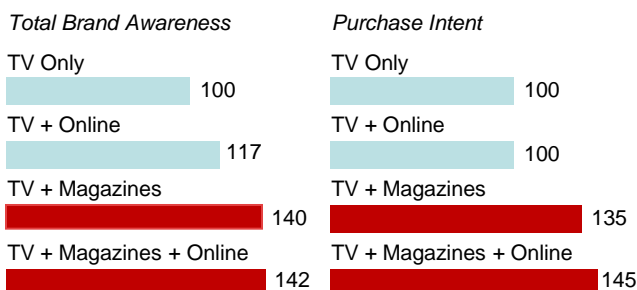 Total Brand Awareness
TV Only
100
TV + Online
117
TV + Magazines
140
TV + Magazines + Online
142
Purchase Intent
TV Only
100
TV + Online
100
TV + Magazines
135
TV + Magazines + Online
145